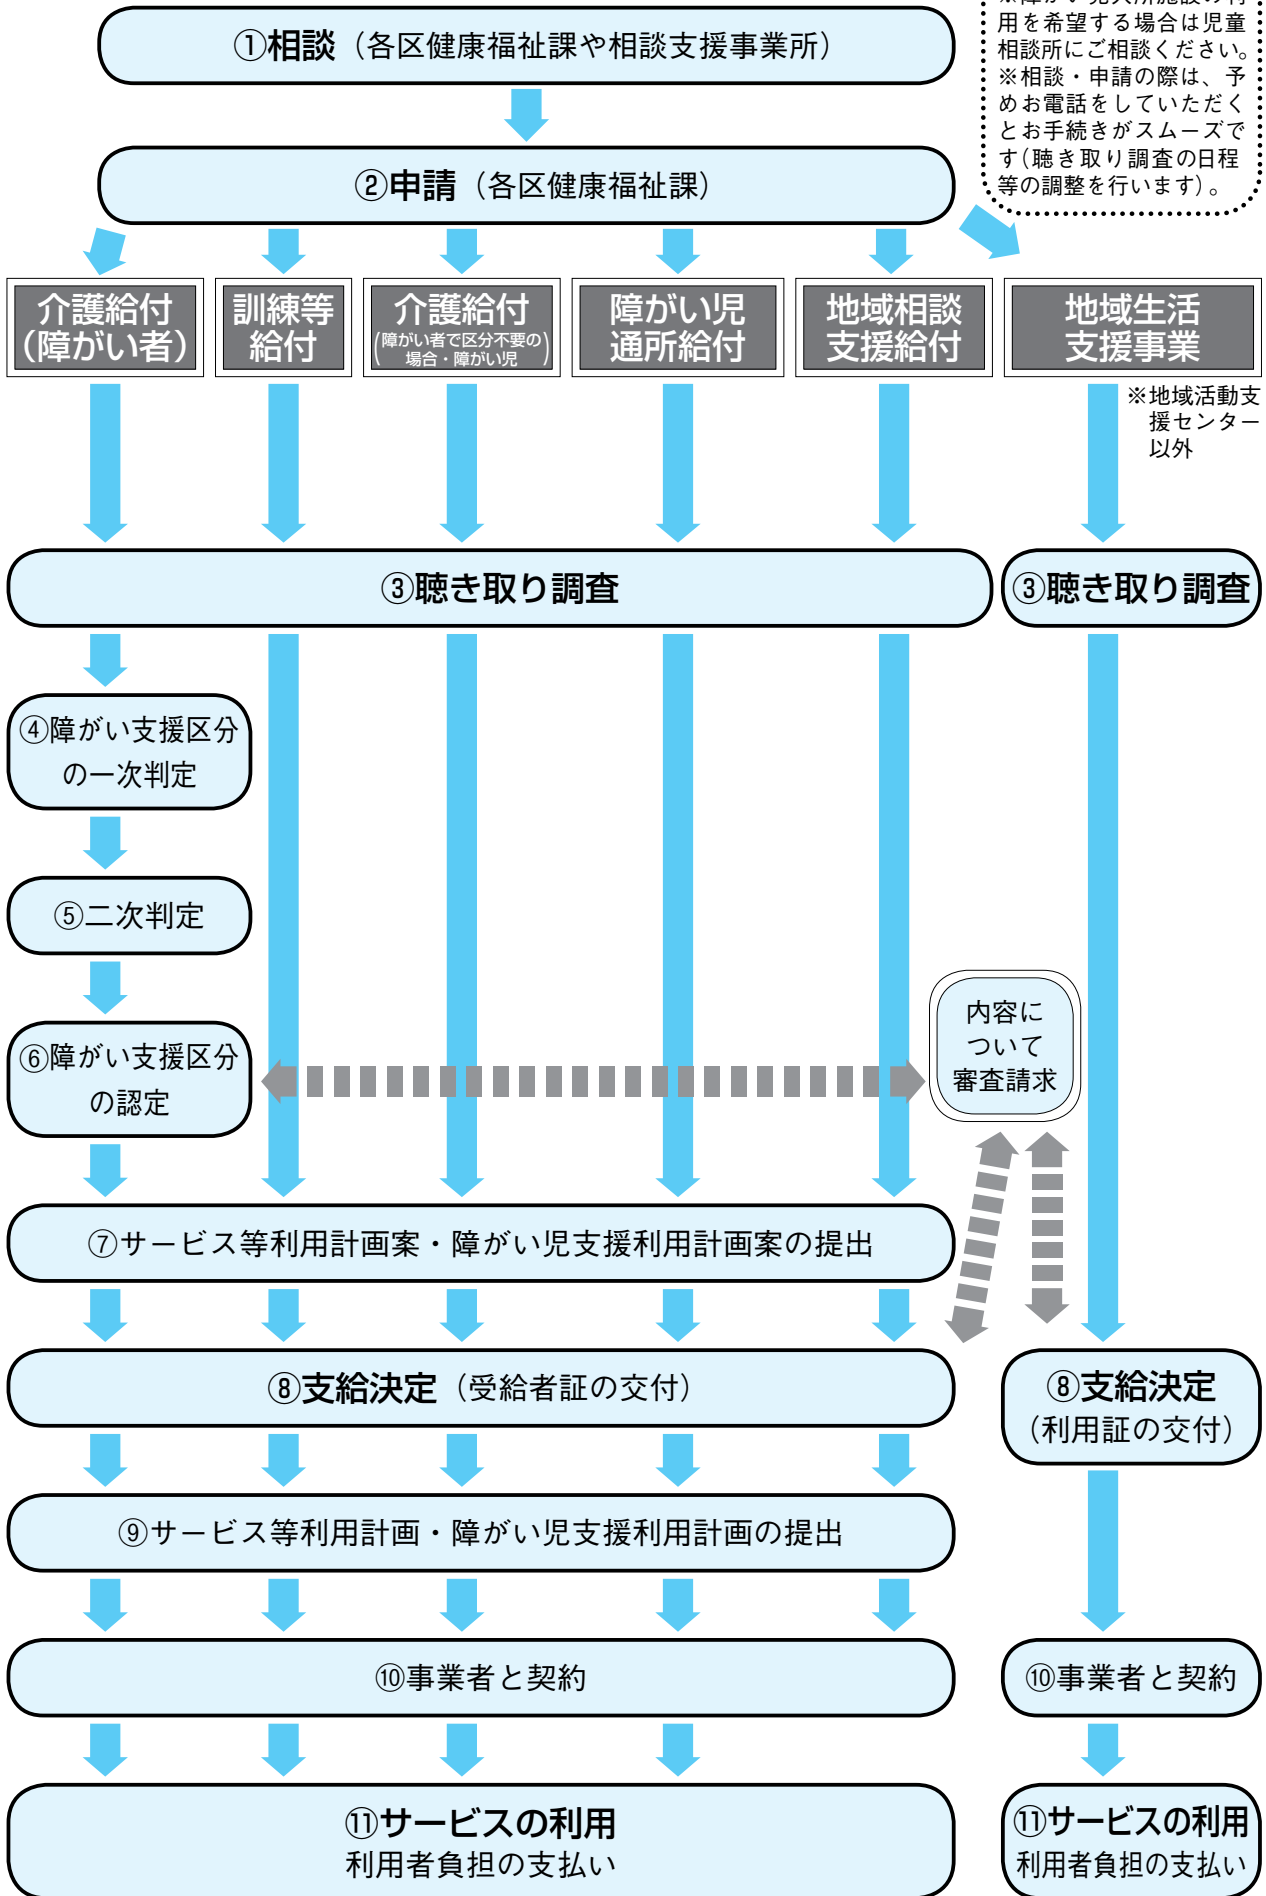 ①相談（各区健康福祉課や相談支援事業所）
用を希望する場合は児童
相談所にご相談ください。
※相談・申請の際は、予
めお電話をしていただく
とお手続きがスムーズで
す（聴き取り調査の日程
等の調整を行います）。
②申請（各区健康福祉課）
介護給付
（障がい者）
訓練等
給付
介護給付
（障がい者で区分不要の
場合・障がい児）
障がい児
通所給付
地域相談
支援給付
地域生活
支援事業
※地域活動支
援センター
以外
③聴き取り調査
③聴き取り調査
④障がい支援区分
の一次判定
⑤二次判定
⑥障がい支援区分
の認定
内容に
ついて
審査請求
⑦サービス等利用計画案・障がい児支援利用計画案の提出
⑧支給決定（受給者証の交付）
⑧支給決定
（利用証の交付）
⑨サービス等利用計画・障がい児支援利用計画の提出
⑩事業者と契約
⑩事業者と契約
⑪サービスの利用
利用者負担の支払い
⑪サービスの利用
利用者負担の支払い